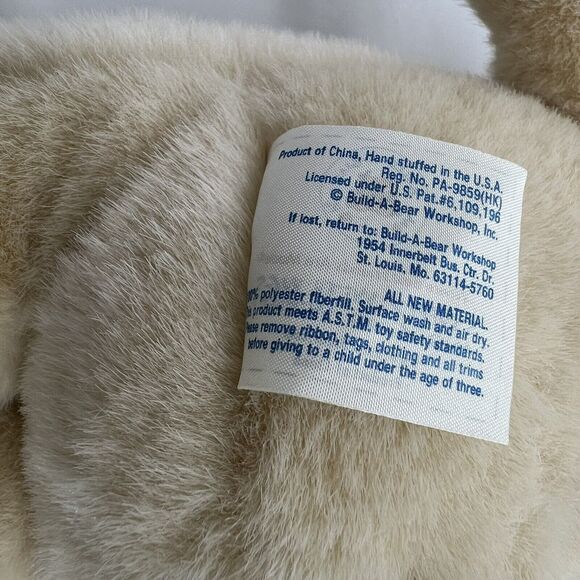 Product of China, Hand stuffed in the U.S.A.
Reg. No. PA-9859(HK)
Licensed under U.S. Pat.#6,109,196
© Build-A-Bear Workshop, Inc.
If lost, return to: Build-A-Bear Workshop
1954 Innerbelt Bus. Ctr. Dr.
St. Louis, Mo. 63114-5760
ALL NEW MATERIAL.
polyester fiberfill. Surface wash and air dry.
product meets A.S.T.M. toy safety standards.
remove ribbon, tags, clothing and all trims
before giving to a child under the age of three.